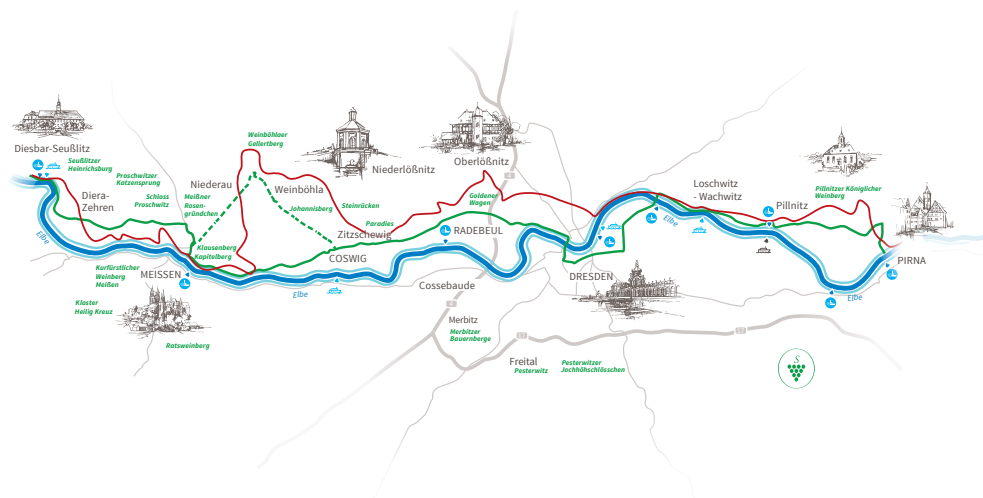 Diesbar-Seußlitz
Seußlitzer
Heinrichsburg
Proschwitzer
Katzensprung
Diera-
Zehren
Schloss
Proschwitz
Niederau
Meißner
Rosen-
gründchen
Weinböhlaer
Gellertberg
Weinböhla
Johannisberg
Steinrücken
Niederlößnitz
Paradies
Zitzschewig
Oberlößnitz
Goldener
Wagen
RADEBEUL
Klausenberg
Kapitelberg
COSWIG
Elbe
Kurfürstlicher
Weinberg
Meißen
MEISSEN
Kloster
Heilig Kreuz
Ratsweinberg
Elbe
Cossebaude
Merbitz
Merbitzer
Bauernberge
Freital
Pesterwitz
Pesterwitzer
Jochhöhschlösschen
DRESDEN
Elbe
Loschwitz
- Wachwitz
Pillnitz
Pillnitzer Königlicher
Weinberg
PIRNA
Elbe
4
4
17
S